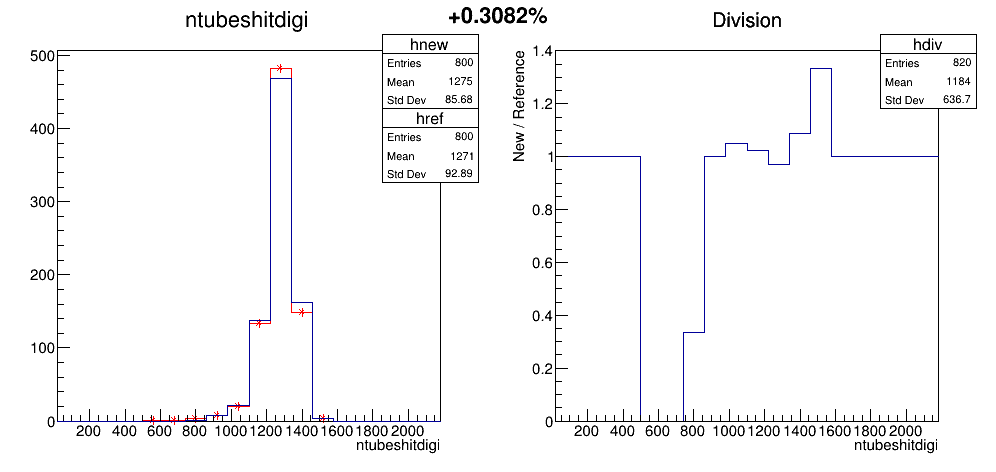 +0.3082%
ntubeshitdigi
hnew
Entries 800
Mean 1275
Std Dev 85.68
href
Entries 800
Mean 1271
Std Dev 92.89
500
400
300
200
100
0
200 400 600 800 1000 1200 1400 1600 1800 2000
ntubeshitdigi
Division
hdiv
Entries 820
Mean 1184
Std Dev 636.7
New / Reference
1.4
1.2
1
0.8
0.6
0.4
0.2
0
200 400 600 800 1000 1200 1400 1600 1800 2000
ntubeshitdigi